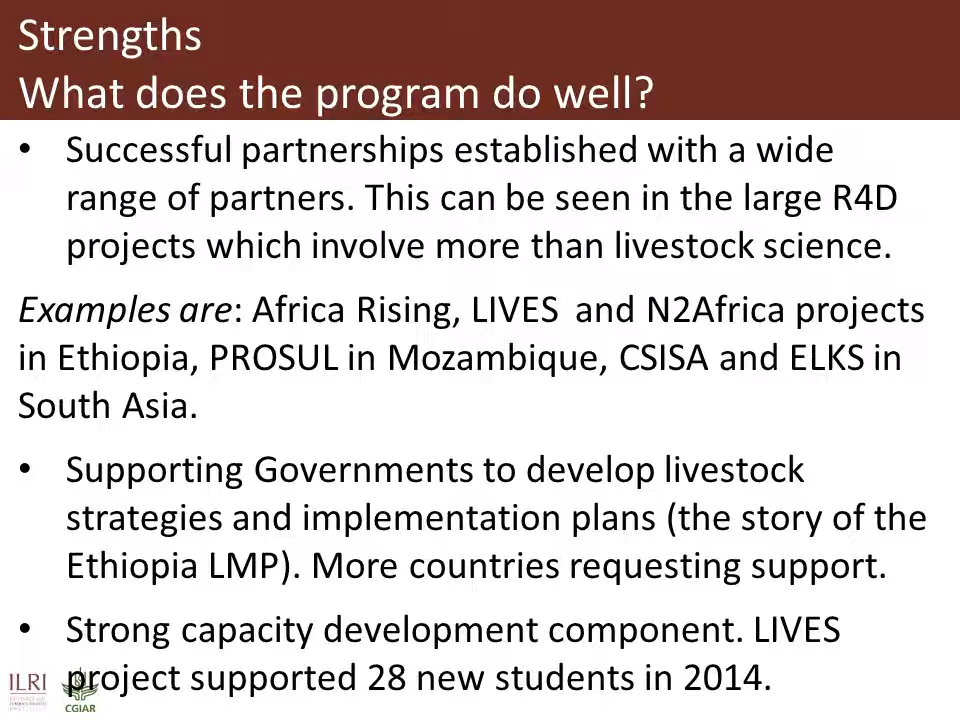 Strengths
What does the program do well?
• Successful partnerships established with a wide
range of partners. This can be seen in the large R4D
projects which involve more than livestock science.
Examples are: Africa Rising, LIVES and N2Africa projects
in Ethiopia, PROSUL in Mozambique, CSISA and ELKS in
South Asia.
• Supporting Governments to develop livestock
strategies and implementation plans (the story of the
Ethiopia LMP). More countries requesting support.
• Strong capacity development component. LIVES
project supported 28 new students in 2014.
ILRI
CGIAR